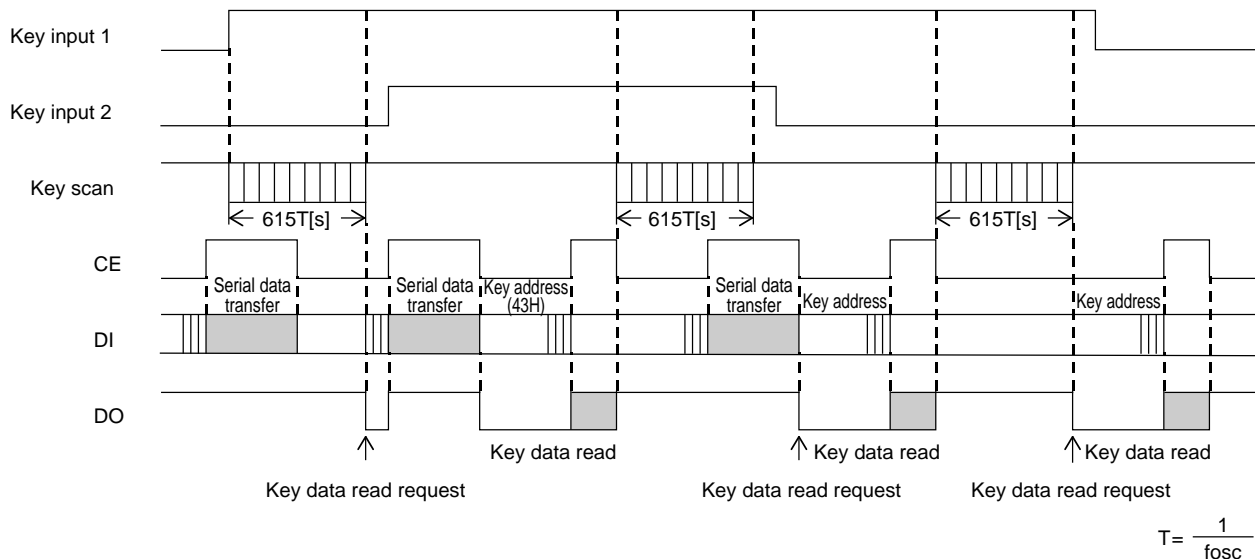 Key input 1
Key input 2
Key scan
615T[s] 615T[s] 615T[s]
CE
Serial data transfer
Serial data transfer
Key address (43H)
Serial data transfer
Key address
Key address
DI
DO
Key data read
Key data read
Key data read
Key data read request
Key data read request
Key data read request
T= 1
fosc